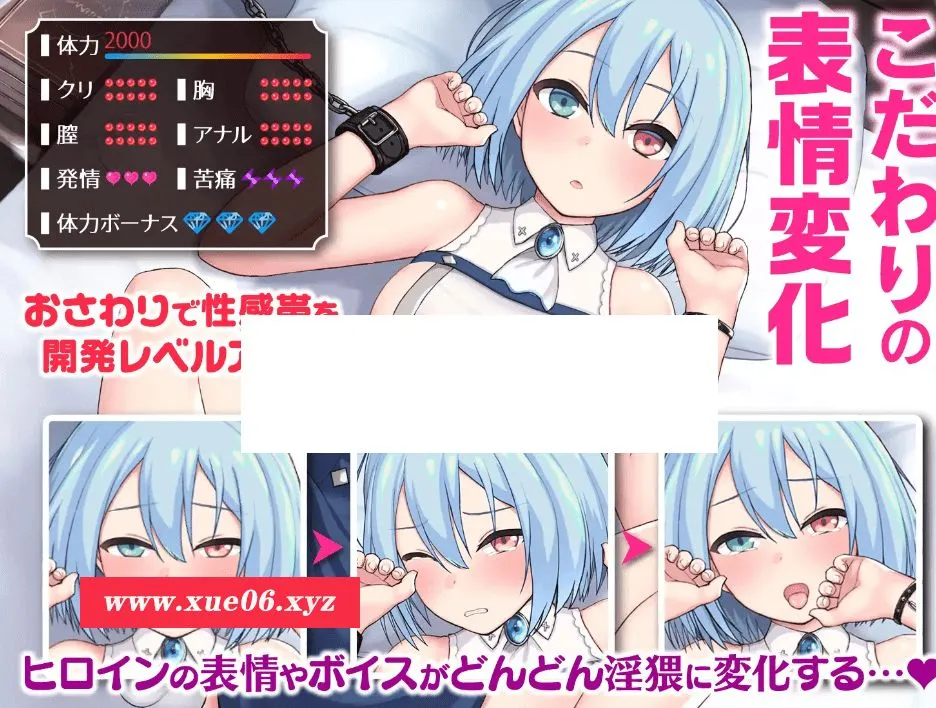 体力 2000
クリ 胸
膣 アナル
発情 苦痛
体力ボーナス
こだわりの
表情変化
おさわりで性感帯を
開発レベル
www.xue06.xyz
ヒロインの表情やボイスがどんどん淫猥に変化する…♥